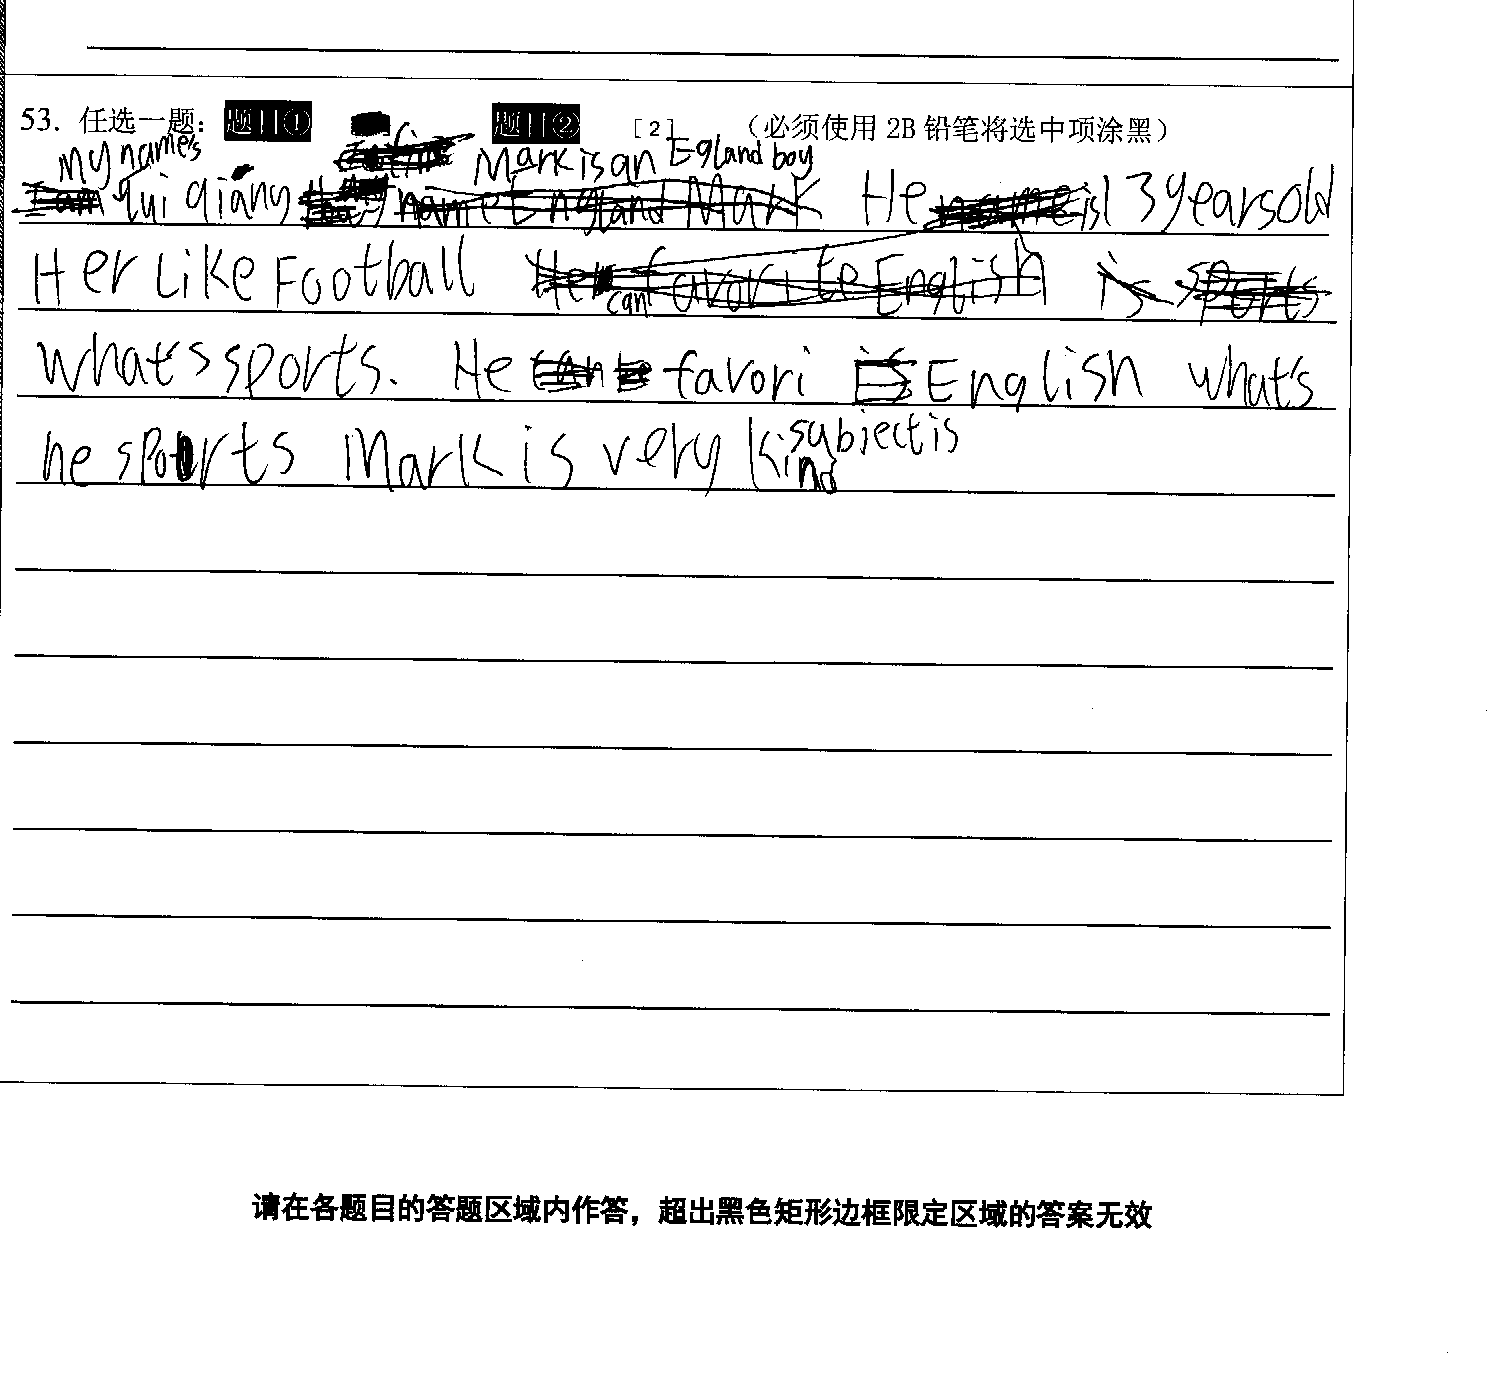 53. 任选一题： 题目① 题目② [2] （必须使用 2B 铅笔将选中项涂黑）
My name's Mark is an Egland boy
qiang He is 13 years old
Her Like Football
what's sports. He favori English what's
he sports Mark is very kind subiect is
请在各题目的答题区域内作答，超出黑色矩形边框限定区域的答案无效